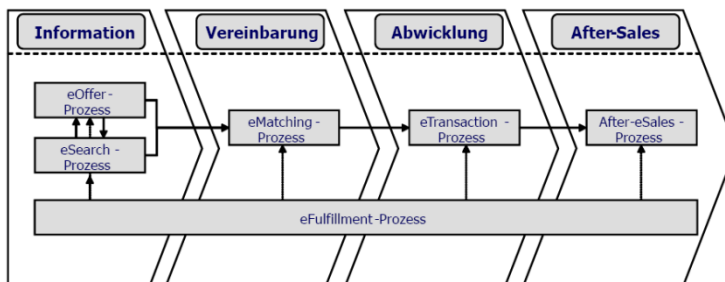 Information
Vereinbarung
Abwicklung
After-Sales
eOffer-
Prozess
eSearch -
Prozess
eMatching -
Prozess
eTransaction -
Prozess
After-eSales -
Prozess
eFulfillment-Prozess